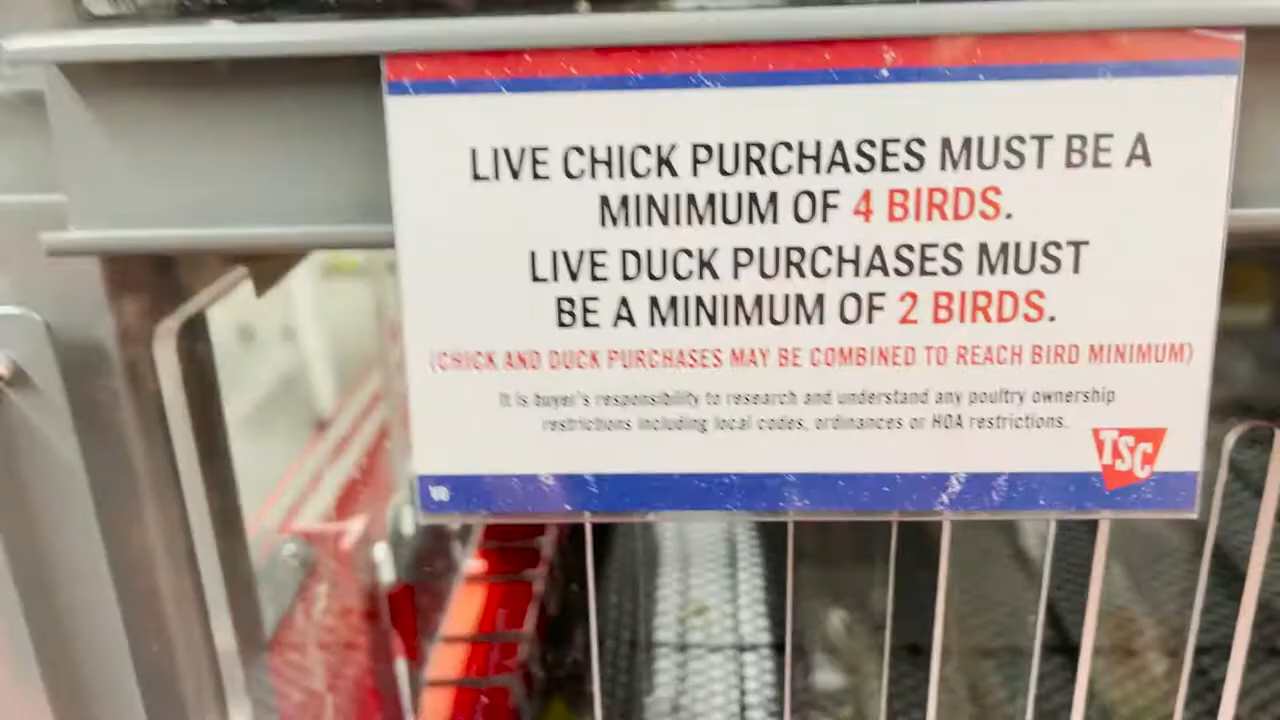 LIVE CHICK PURCHASES MUST BE A
MINIMUM OF 4 BIRDS.
LIVE DUCK PURCHASES MUST
BE A MINIMUM OF 2 BIRDS.
(CHICK AND DUCK PURCHASES MAY BE COMBINED TO REACH BIRD MINIMUM)
It is buyer's responsibility to research and understand any poultry ownership
restrictions including local codes, ordinances or HOA restrictions.
TSC